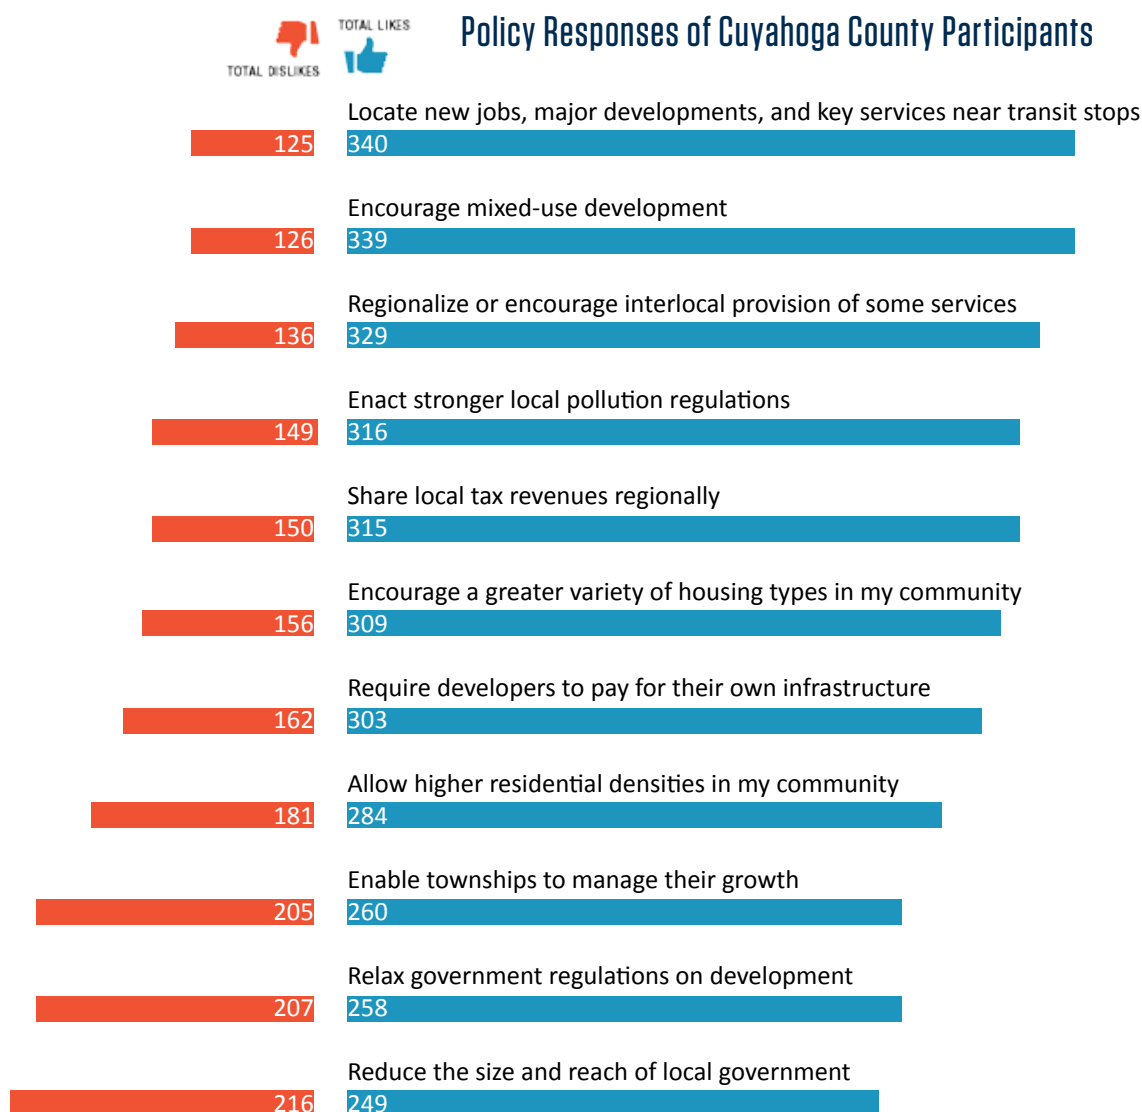 TOTAL LIKES
Policy Responses of Cuyahoga County Participants
TOTAL DISLIKES
Locate new jobs, major developments, and key services near transit stops
125 340
Encourage mixed-use development
126 339
Regionalize or encourage interlocal provision of some services
136 329
Enact stronger local pollution regulations
149 316
Share local tax revenues regionally
150 315
Encourage a greater variety of housing types in my community
156 309
Require developers to pay for their own infrastructure
162 303
Allow higher residential densities in my community
181 284
Enable townships to manage their growth
205 260
Relax government regulations on development
207 258
Reduce the size and reach of local government
216 249